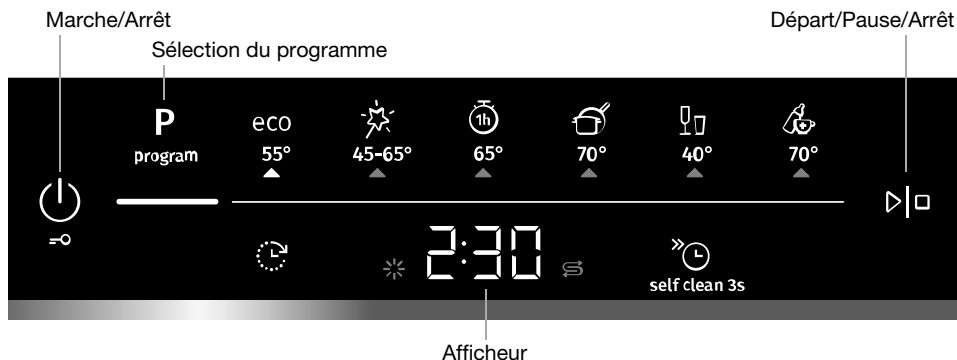 Marche/Arrêt
Départ/Pause/Arrêt
Sélection du programme
P
program
eco
55°
45-65°
1h
65°
70°
40°
70°
2:30
self clean 3s
Afficheur